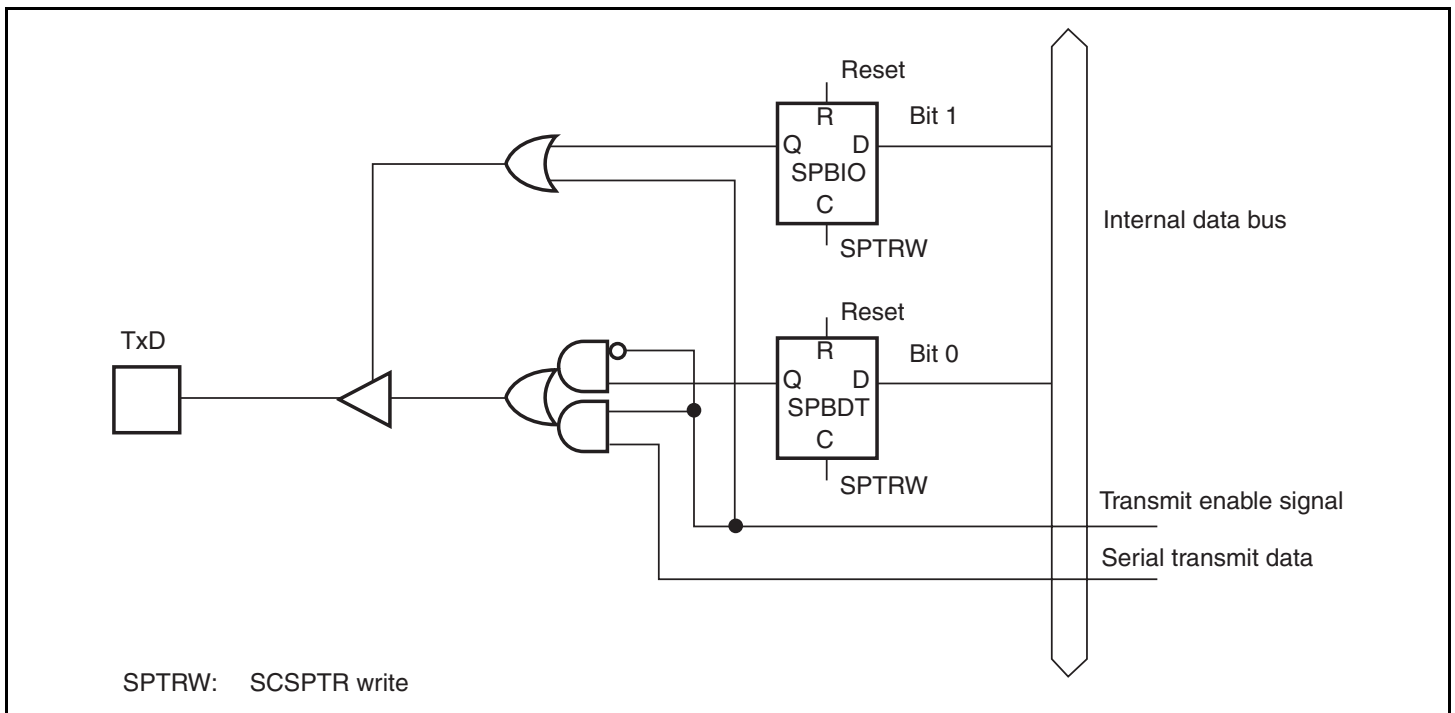 Reset
R
Bit 1
Q D
SPBIO
C
SPTRW
Internal data bus
Reset
TxD
R
Bit 0
Q D
SPBDT
C
SPTRW
Transmit enable signal
Serial transmit data
SPTRW: SCSPTR write